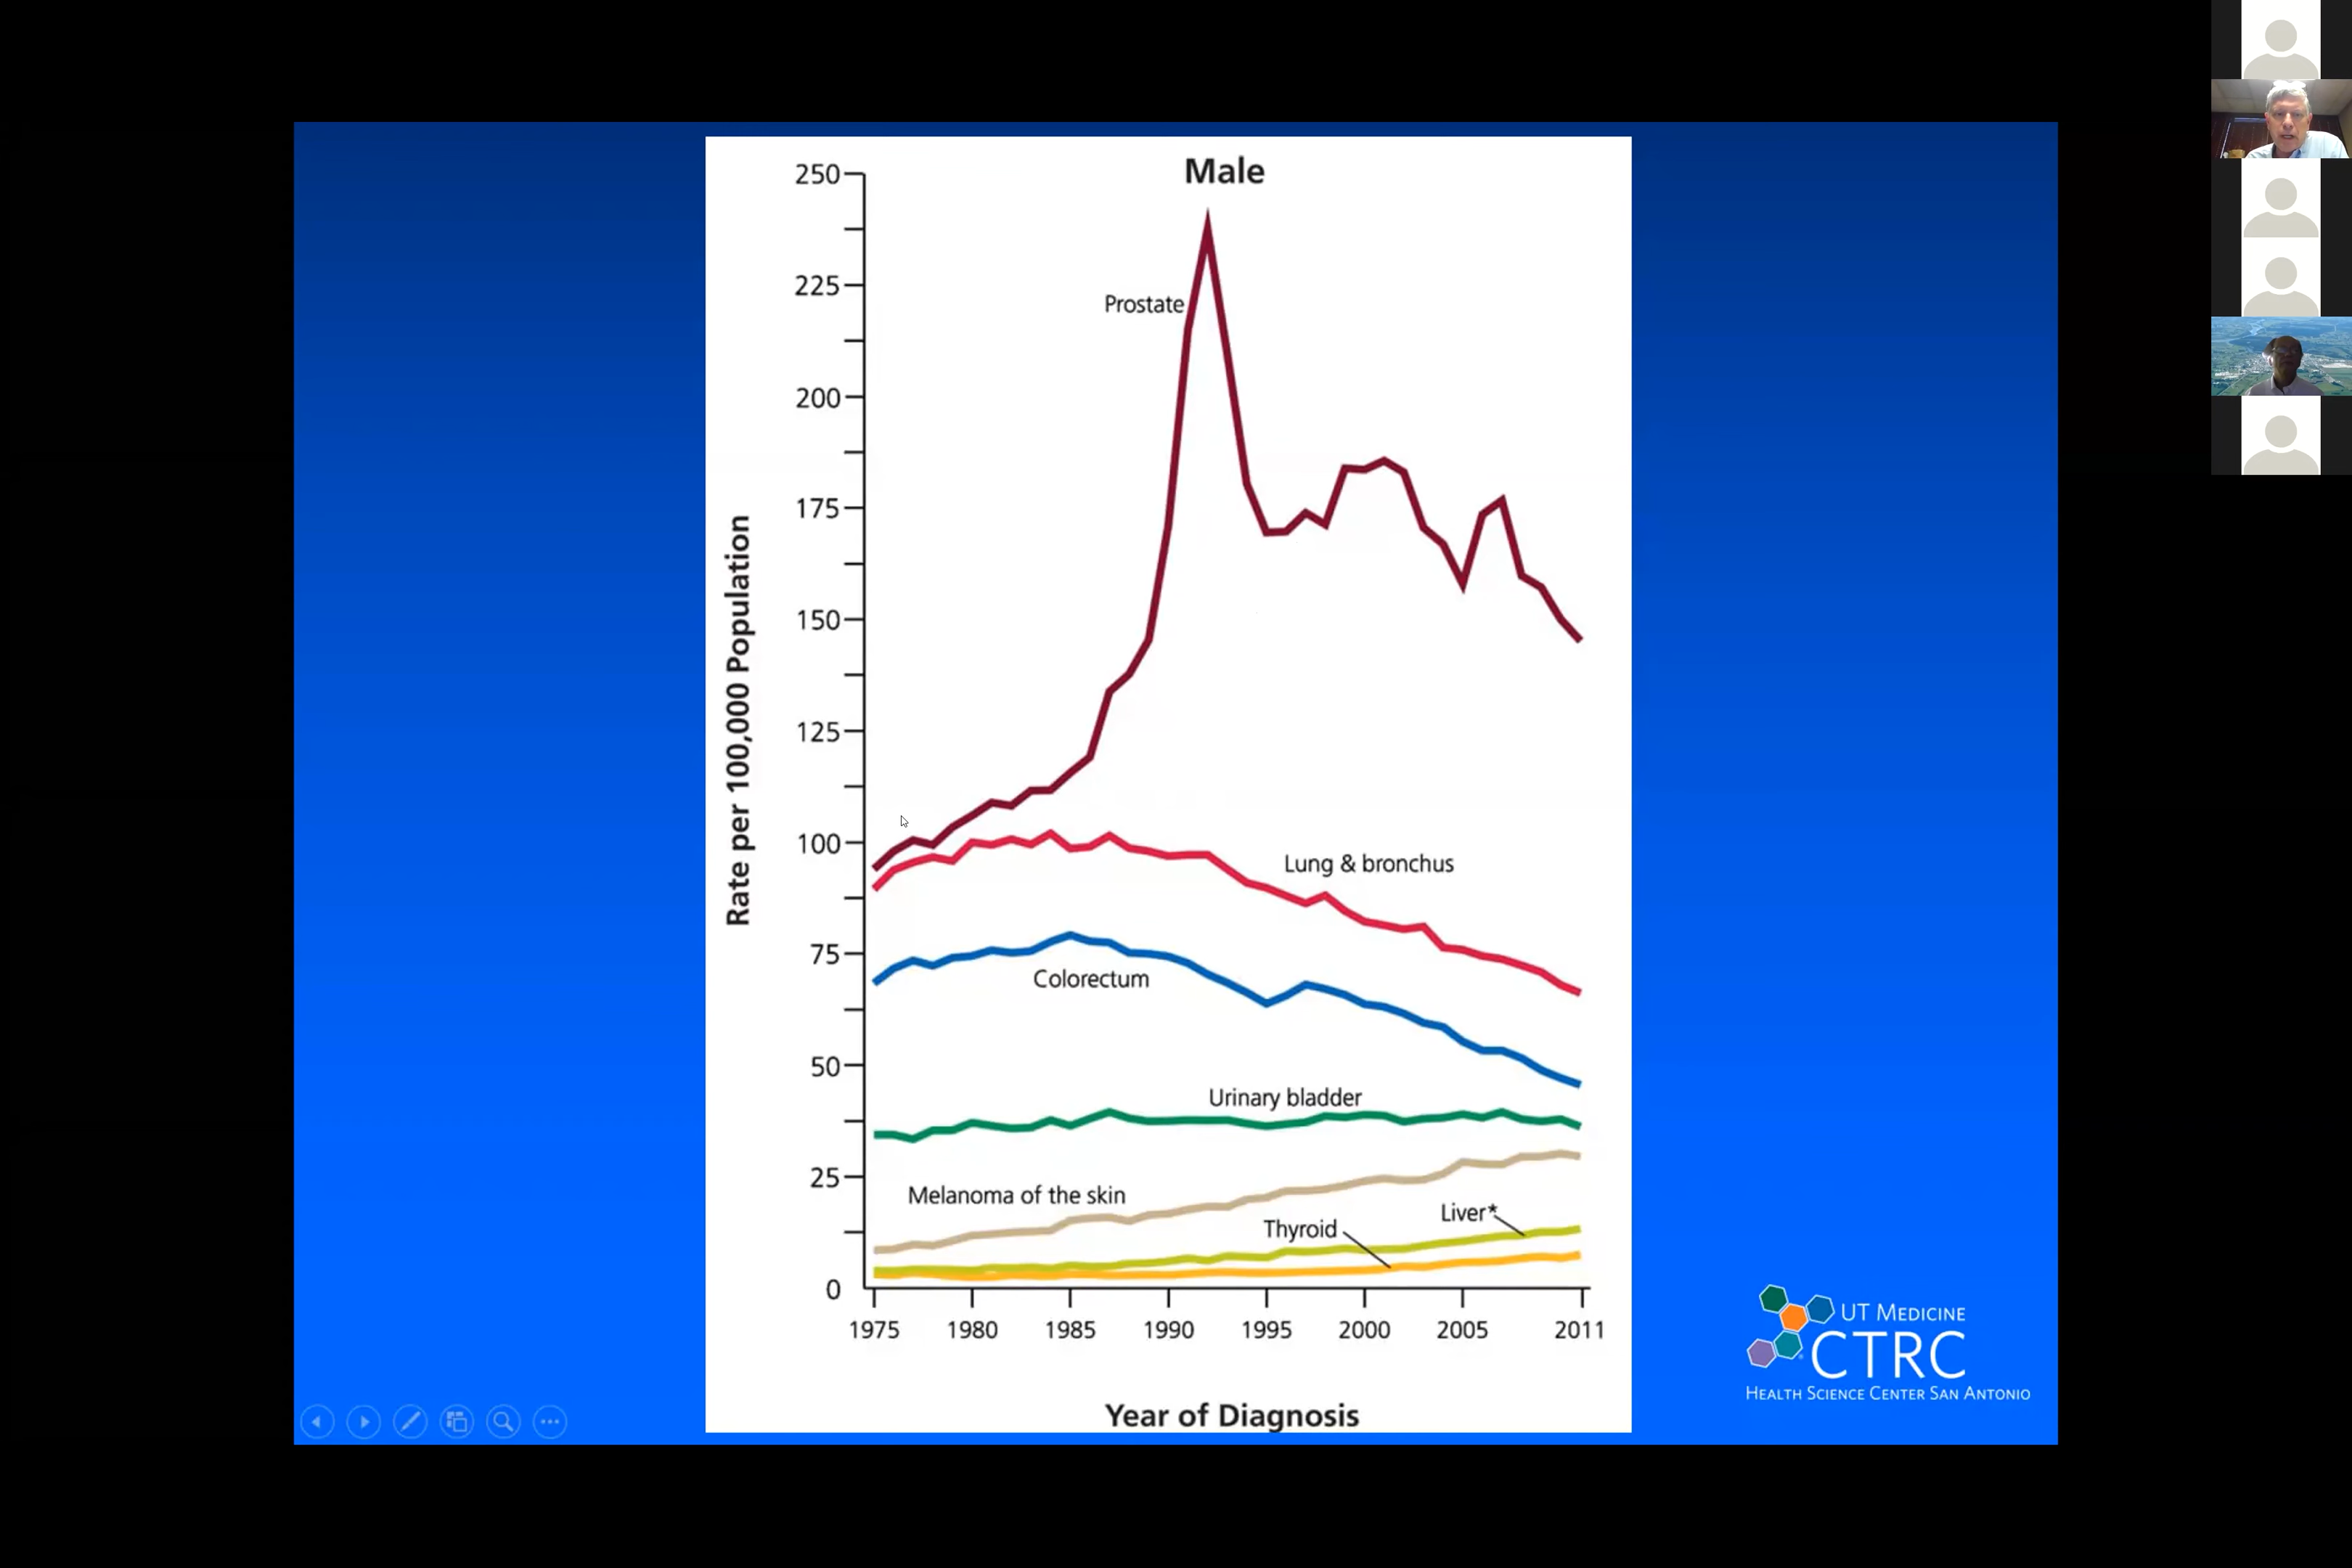 Male
250
225
200
175
150
125
100
75
50
25
0
Rate per 100,000 Population
Prostate
Lung & bronchus
Colorectum
Urinary bladder
Melanoma of the skin
Liver*
Thyroid
1975 1980 1985 1990 1995 2000 2005 2011
Year of Diagnosis
UT MEDICINE
CTRC
HEALTH SCIENCE CENTER SAN ANTONIO